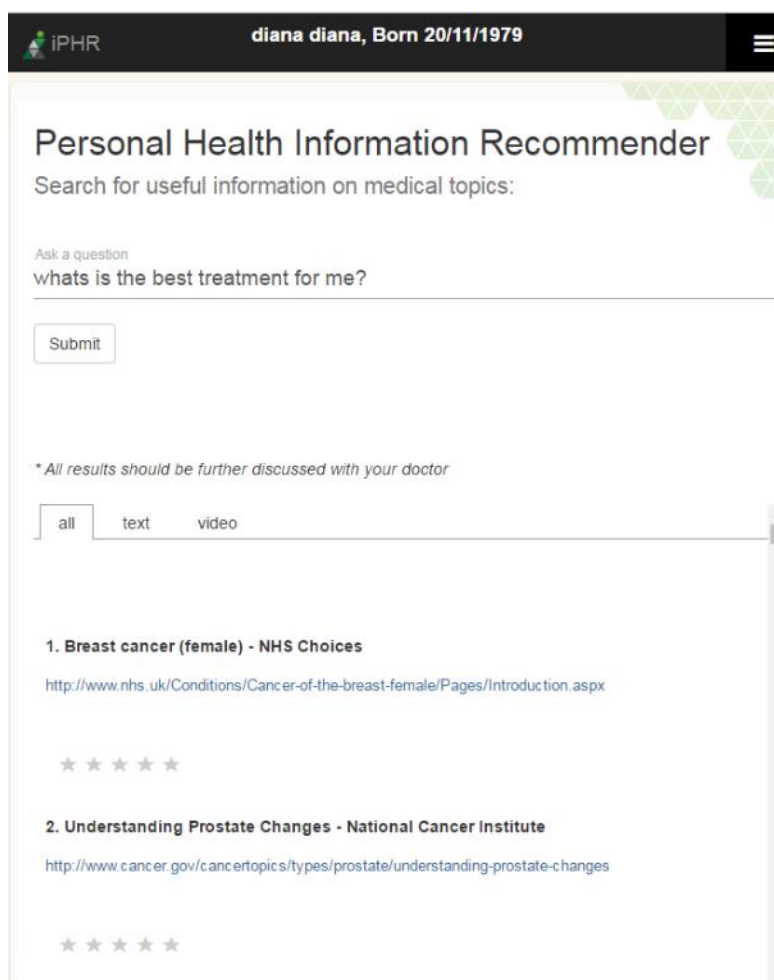 iPHR
diana diana, Born 20/11/1979
Personal Health Information Recommender
Search for useful information on medical topics:
Ask a question
whats is the best treatment for me?
Submit
* All results should be further discussed with your doctor
all text video
1. Breast cancer (female) - NHS Choices
http://www.nhs.uk/Conditions/Cancer-of-the-breast-female/Pages/Introduction.aspx
2. Understanding Prostate Changes - National Cancer Institute
http://www.cancer.gov/cancertopics/types/prostate/understanding-prostate-changes